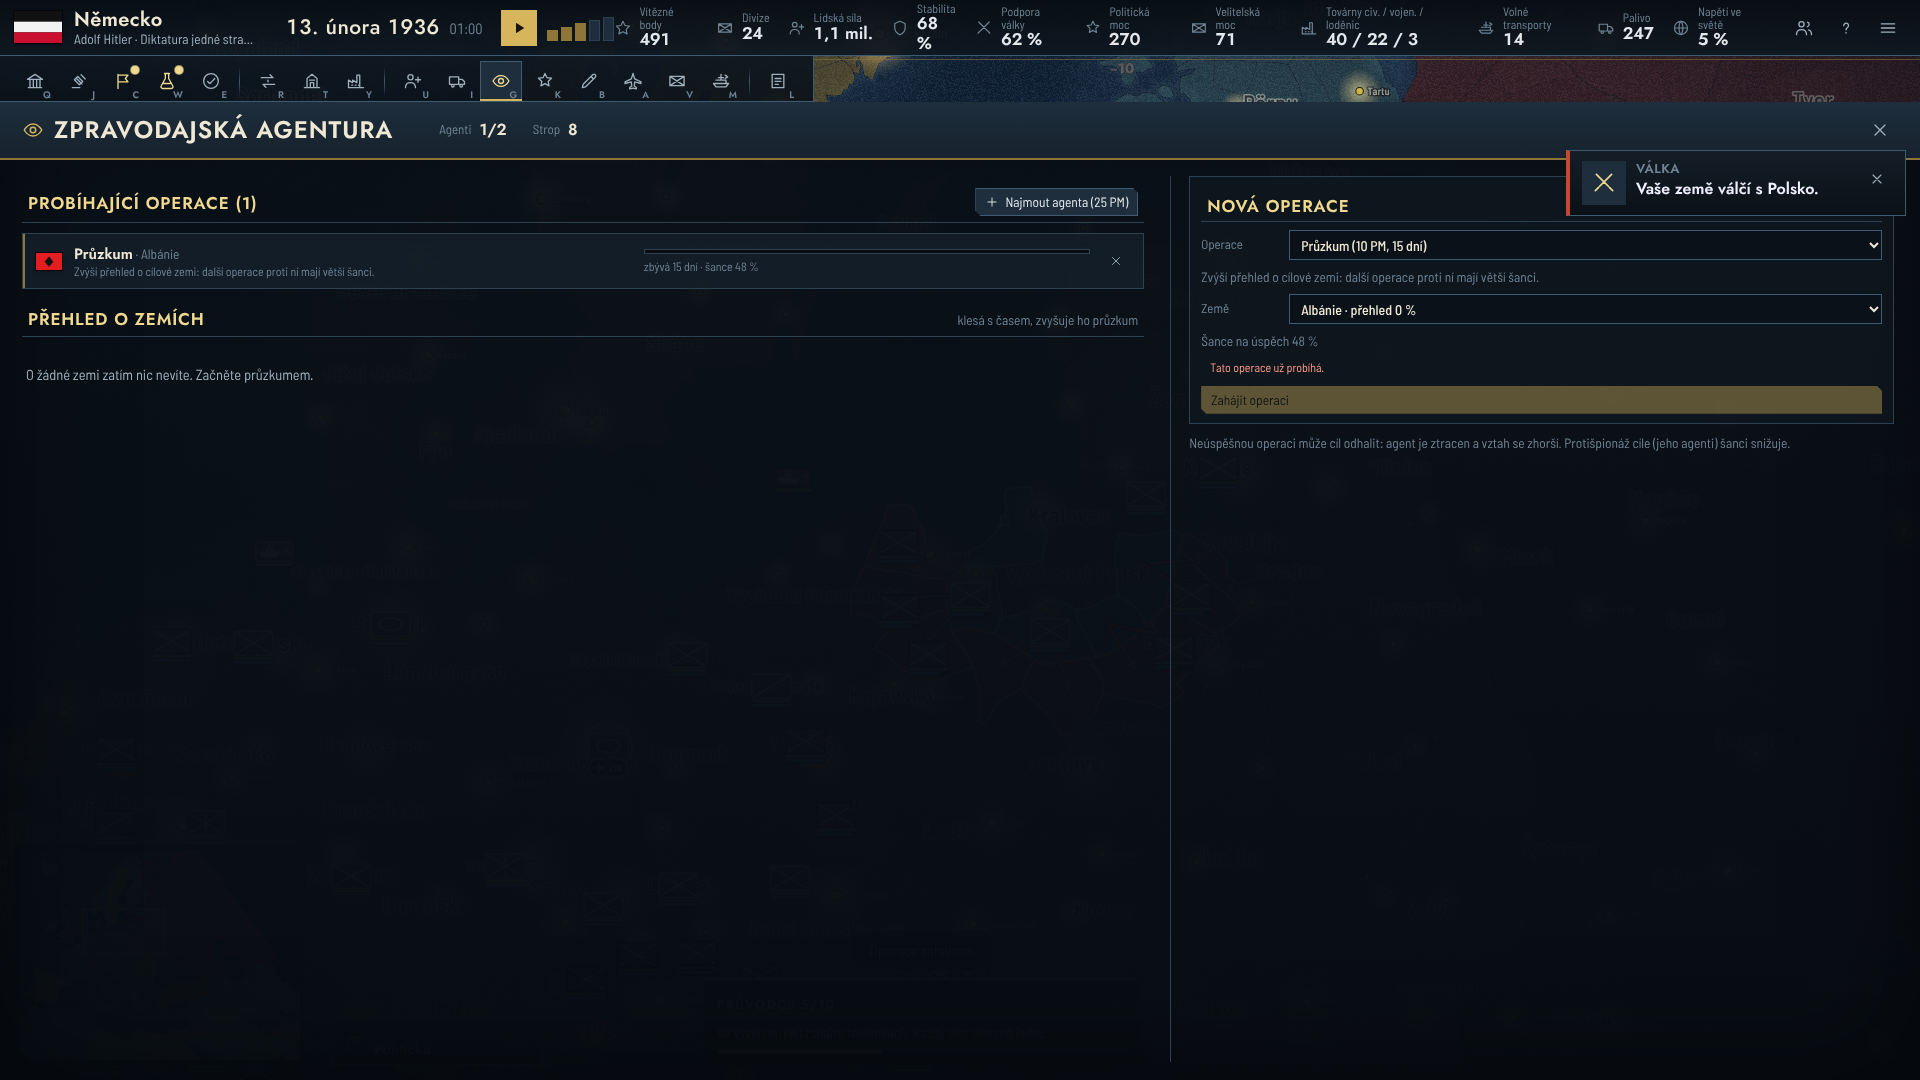 Německo
Adolf Hitler · Diktatura jedné stra...
13. února 1936 01:00
Vítězné body 491
Divize 24
Lidská síla 1,1 mil.
Stabilita 68 %
Podpora války 62 %
Politická moc 270
Velitelská moc 71
Továrny civ. / vojen. / loděnic 40 / 22 / 3
Volné transporty 14
Palivo 247
Napětí ve světě 5 %
?
Q J C W E R T Y U I G K B A V M L
-10
Tartu
Pärnu
Tver
ZPRAVODAJSKÁ AGENTURA
Agenti 1/2 Strop 8
VÁLKA
Vaše země válčí s Polsko.
PROBÍHAJÍCÍ OPERACE (1)
Najmout agenta (25 PM)
Průzkum · Albánie
Zvýší přehled o cílové zemi: další operace proti ní mají větší šanci.
zbývá 15 dní · šance 48 %
PŘEHLED O ZEMÍCH
klesá s časem, zvyšuje ho průzkum
O žádné zemi zatím nic nevíte. Začněte průzkumem.
NOVÁ OPERACE
Operace Průzkum (10 PM, 15 dní)
Zvýší přehled o cílové zemi: další operace proti ní mají větší šanci.
Země Albánie · přehled 0 %
Šance na úspěch 48 %
Tato operace už probíhá.
Zahájit operaci
Neúspěšnou operaci může cíl odhalit: agent je ztracen a vztah se zhorší. Protišpionáž cíle (jeho agenti) šanci snižuje.